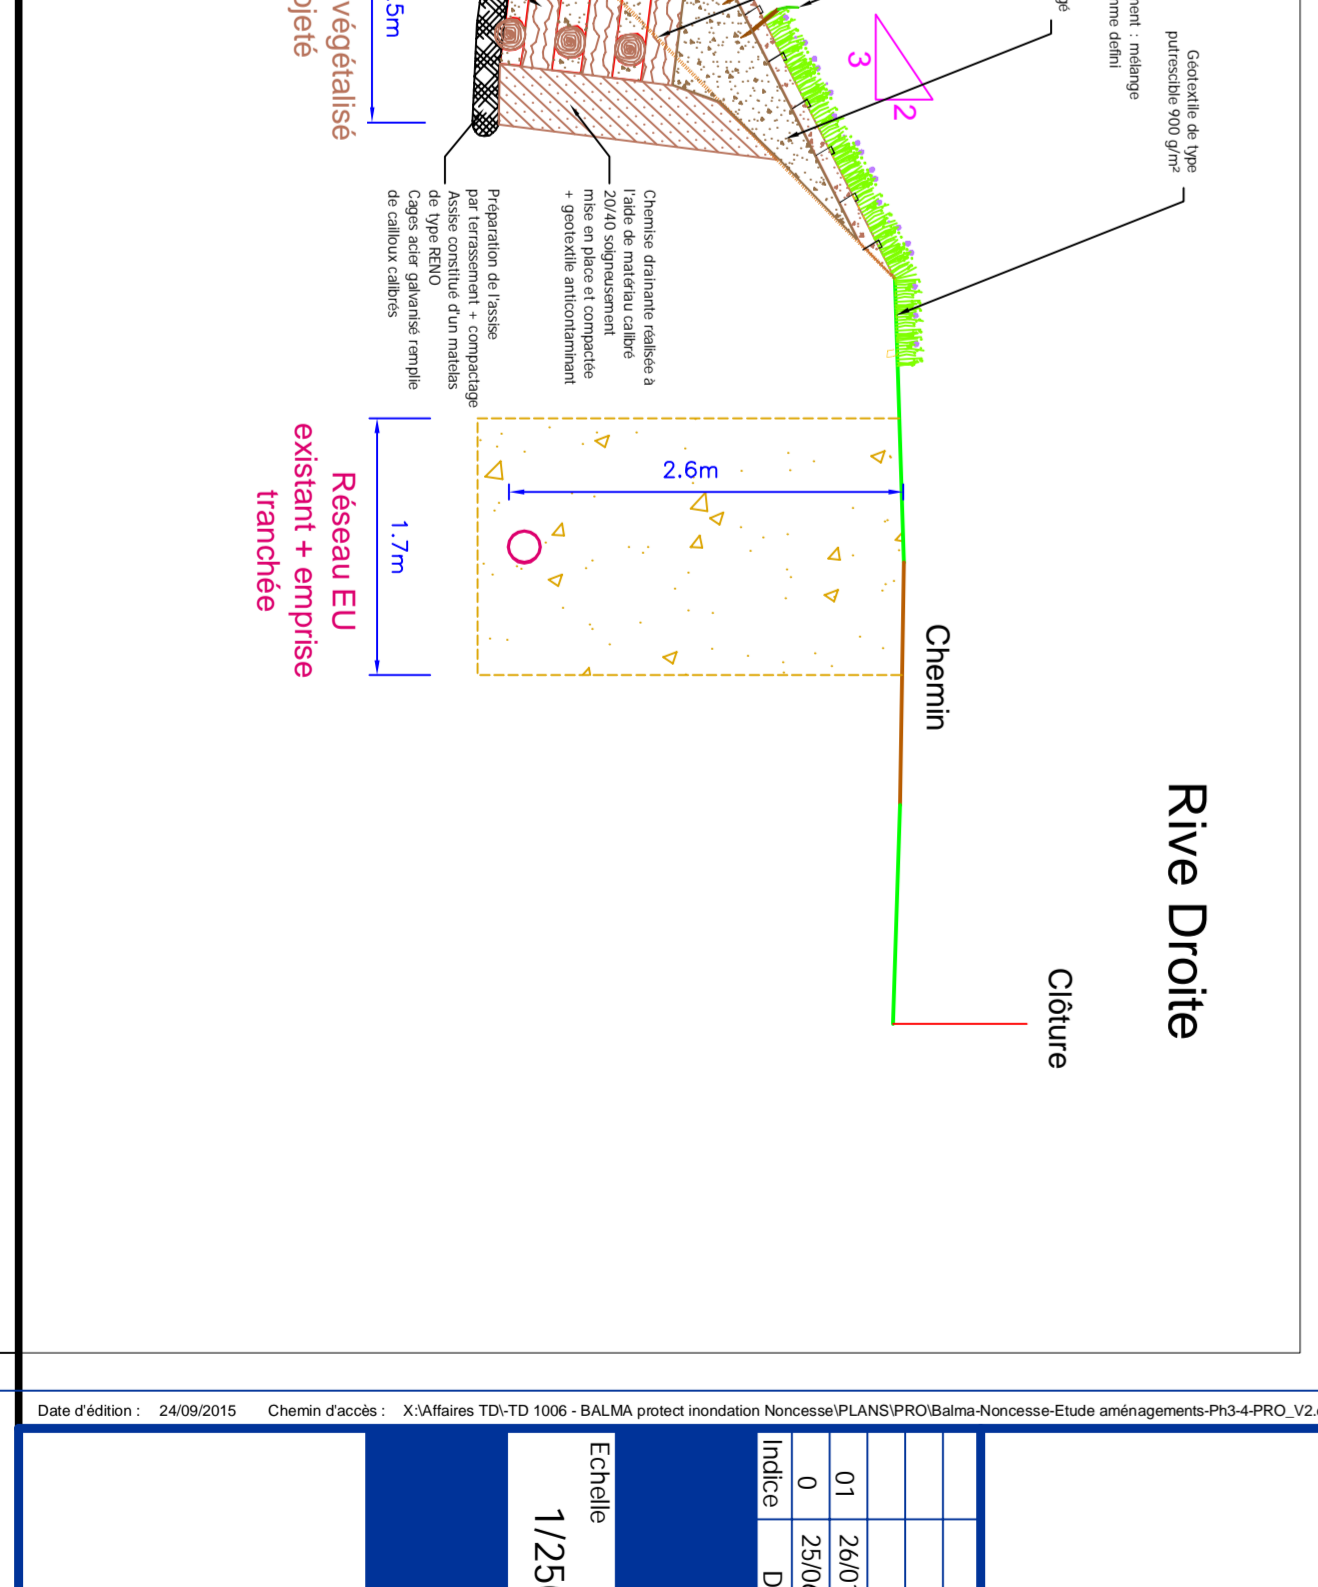 Rive Droite
Clôture
Chemin
Géotextile de type
putrescible 900 g/m²
mélange
defini
3
2
végétalisé
Chemise drainante réalisée à
l'aide de matériau calibré
20/40 soigneusement
mise en place et compactée
+ geotextile anticontaminant
Préparation de l'assise
par terrassement + compactage
Assise constitué d'un matelas
de type RENO
Cages acier galvanisé remplie
de cailloux calibrés
2.6m
1.7m
Réseau EU
existant + emprise
tranchée
Date d'édition : 24/09/2015 Chemin d'accès : X:\Affaires TD\-TD 1006 - BALMA protect inondation Noncesse\PLANS\PRO\Balma-Noncesse-Etude aménagements-Ph3-4-PRO_V2.
01
0
Indice
Echelle